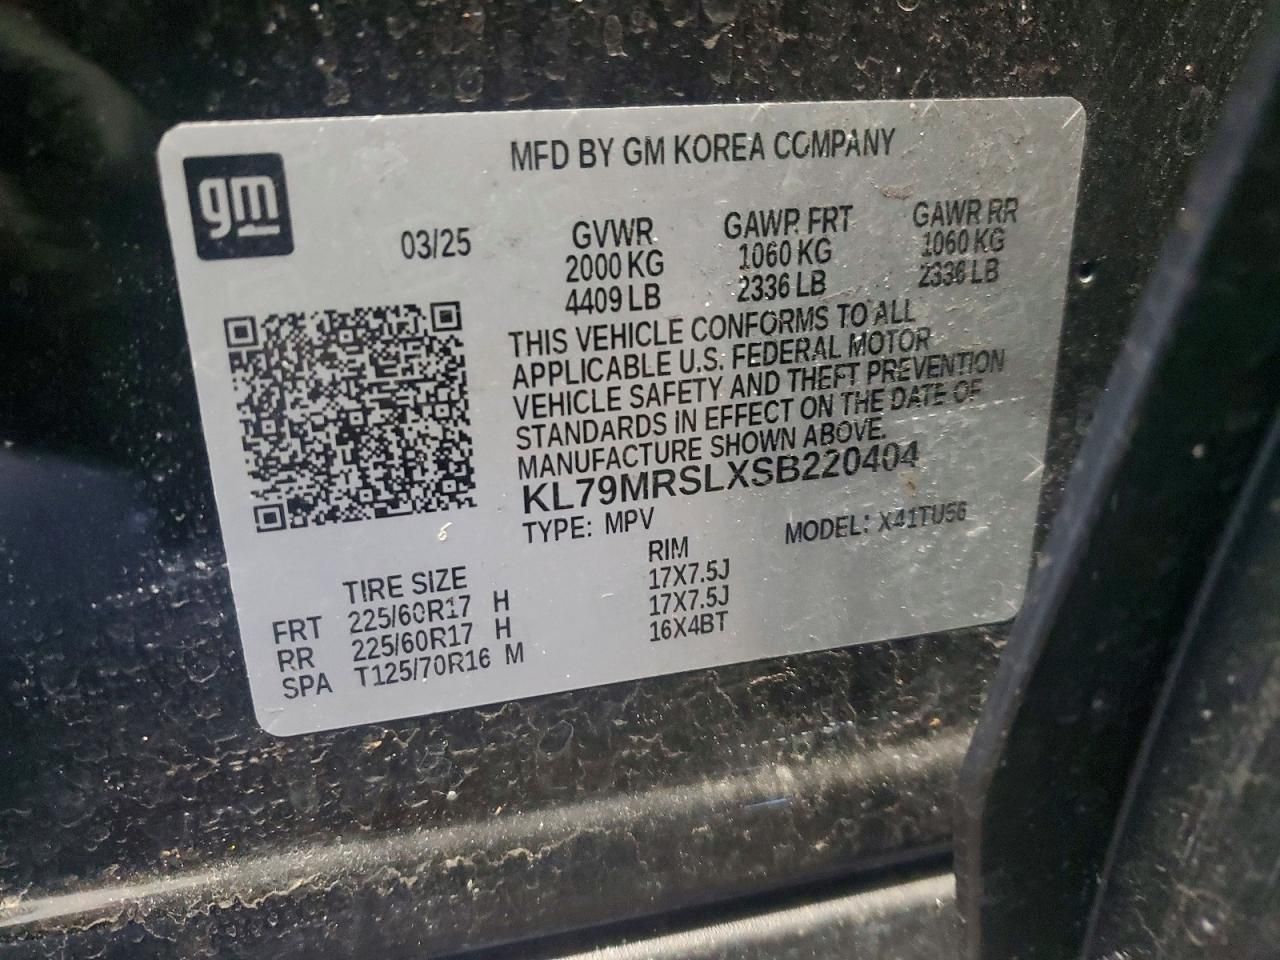 MFD BY GM KOREA COMPANY
gm
03/25
GVWR GAWR FRT GAWR RR
2000 KG 1060 KG 1060 KG
4409 LB 2336 LB 2336 LB
THIS VEHICLE CONFORMS TO ALL
APPLICABLE U.S. FEDERAL MOTOR
VEHICLE SAFETY AND THEFT PREVENTION
STANDARDS IN EFFECT ON THE DATE OF
MANUFACTURE SHOWN ABOVE.
KL79MRSLXSB220404
TYPE: MPV MODEL: X41TU56
TIRE SIZE RIM
FRT 225/60R17 H 17X7.5J
RR 225/60R17 H 17X7.5J
SPA T125/70R16 M 16X4BT